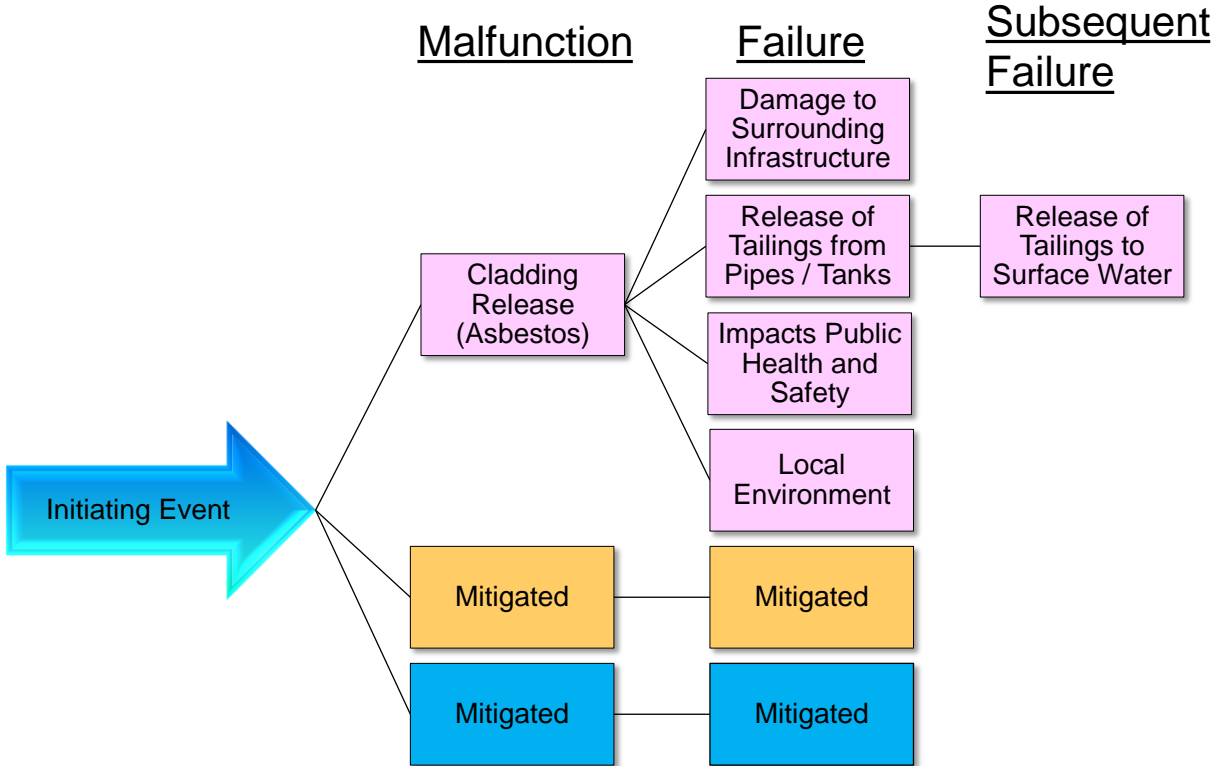 Malfunction
Failure
Subsequent
Failure
Damage to
Surrounding
Infrastructure
Release of
Tailings from
Pipes / Tanks
Release of
Tailings to
Surface Water
Cladding
Release
(Asbestos)
Impacts Public
Health and
Safety
Local
Environment
Initiating Event
Mitigated
Mitigated
Mitigated
Mitigated